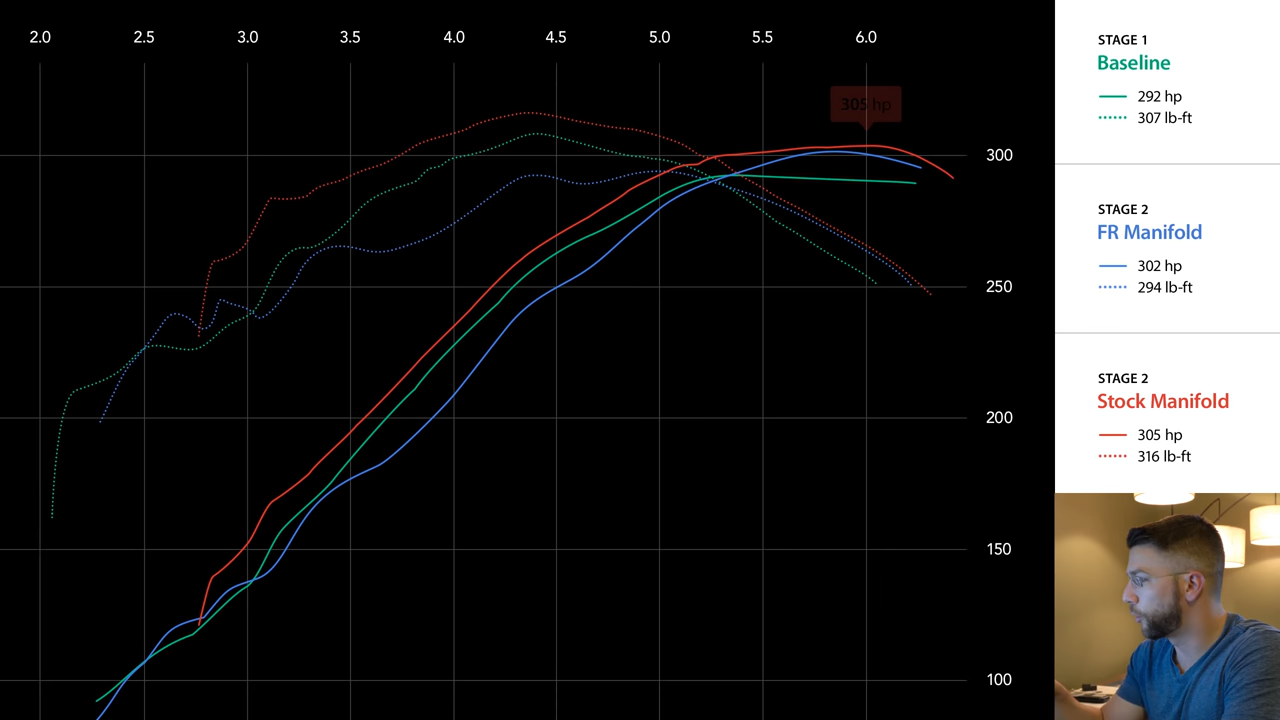 2.0 2.5 3.0 3.5 4.0 4.5 5.0 5.5 6.0
305 hp
300
250
200
150
100
STAGE 1
Baseline
292 hp
307 lb-ft
STAGE 2
FR Manifold
302 hp
294 lb-ft
STAGE 2
Stock Manifold
305 hp
316 lb-ft